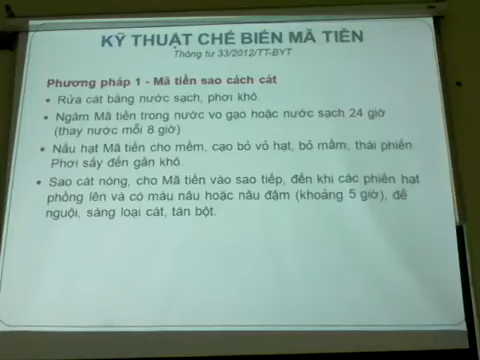 KỸ THUẬT CHẾ BIẾN MÃ TIỀN
Thông tư 33/2012/TT-BYT
Phương pháp 1 - Mã tiền sao cách cát
• Rửa cát bằng nước sạch, phơi khô.
• Ngâm Mã tiền trong nước vo gạo hoặc nước sạch 24 giờ
(thay nước mỗi 8 giờ)
• Nấu hạt Mã tiền cho mềm, cạo bỏ vỏ hạt, bỏ mầm, thái phiến.
Phơi sấy đến gần khô.
• Sao cát nóng, cho Mã tiền vào sao tiếp, đến khi các phiến hạt
phồng lên và có màu nâu hoặc nâu đậm (khoảng 5 giờ), để
nguội, sàng loại cát, tán bột.